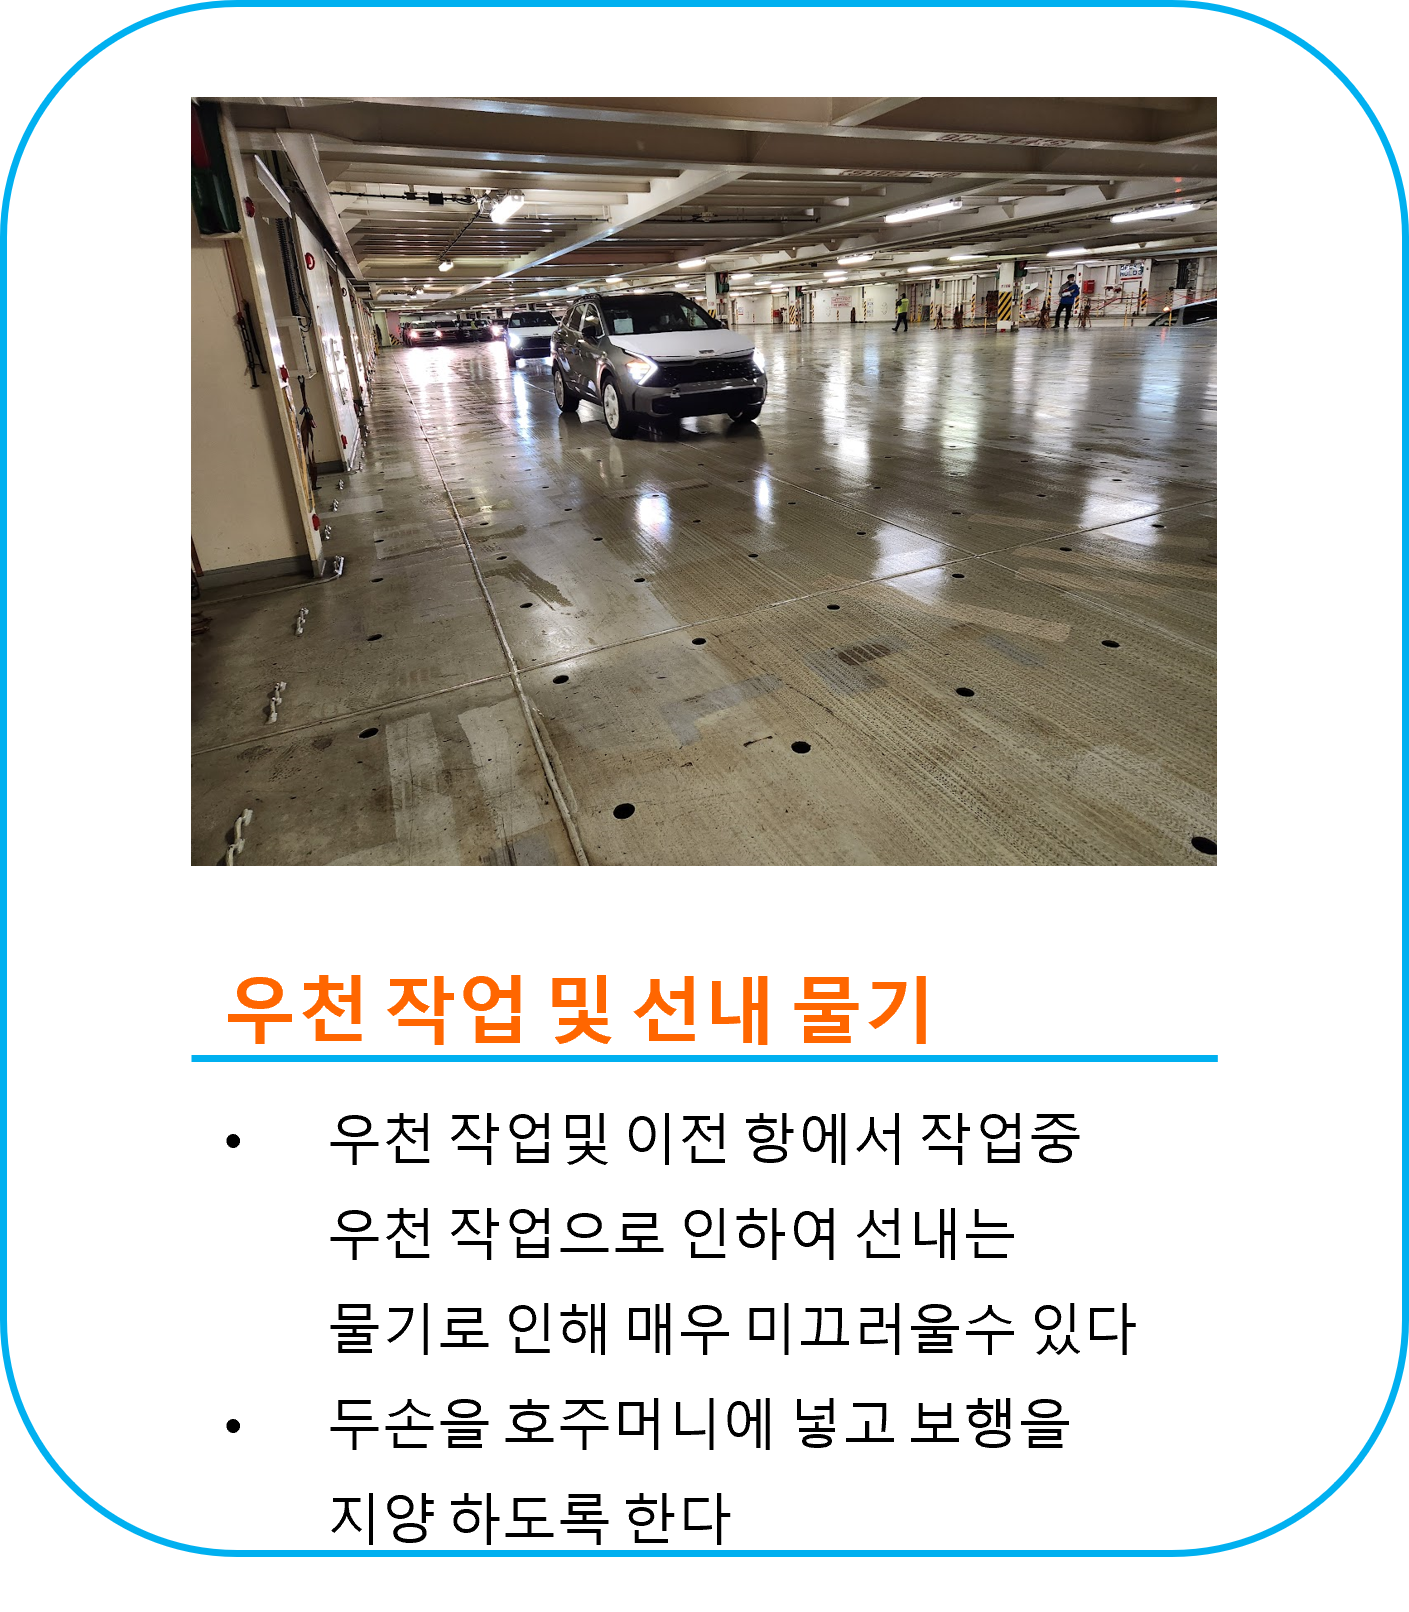 우천 작업 및 선내 물기
• 우천 작업및 이전 항에서 작업중
우천 작업으로 인하여 선내는
물기로 인해 매우 미끄러울수 있다
• 두손을 호주머니에 넣고 보행을
지양 하도록 한다